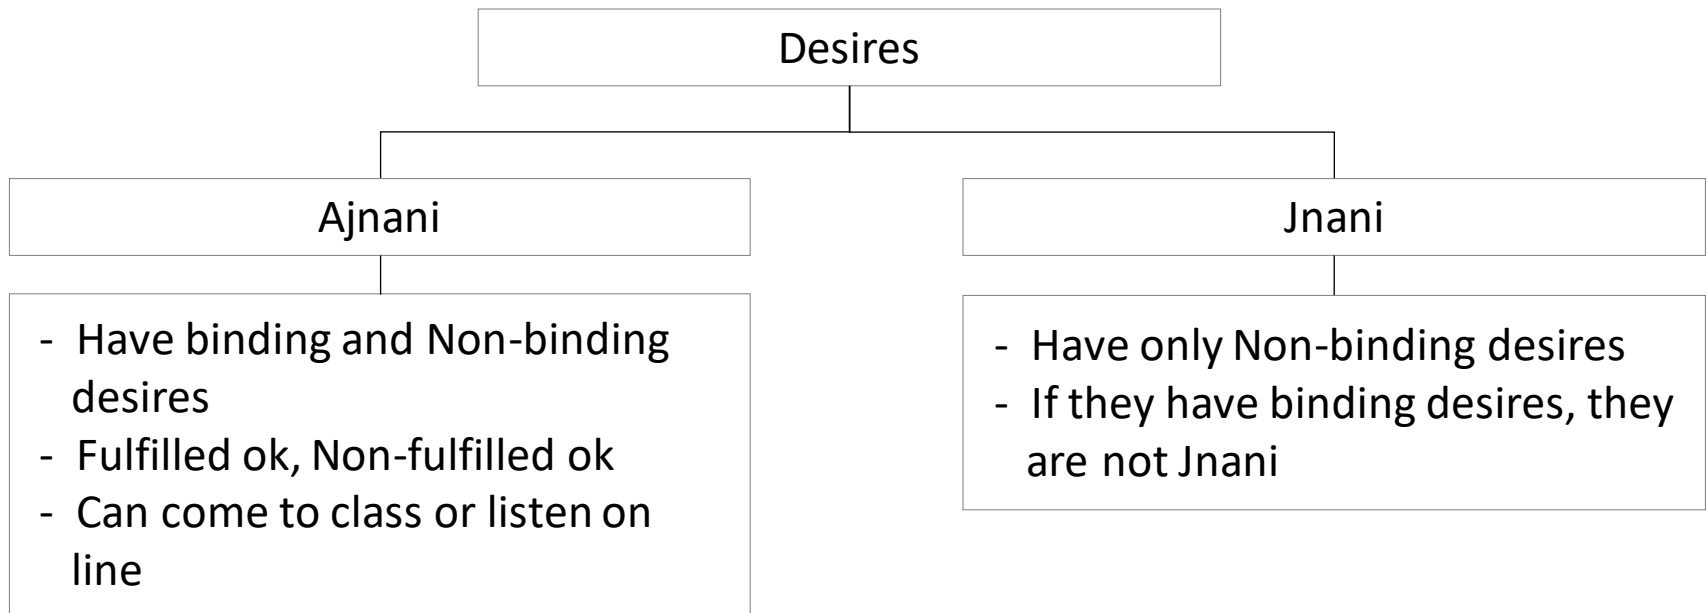 Desires
Ajnani
- Have binding and Non-binding
desires
- Fulfilled ok, Non-fulfilled ok
- Can come to class or listen on
line
Jnani
- Have only Non-binding desires
- If they have binding desires, they
are not Jnani